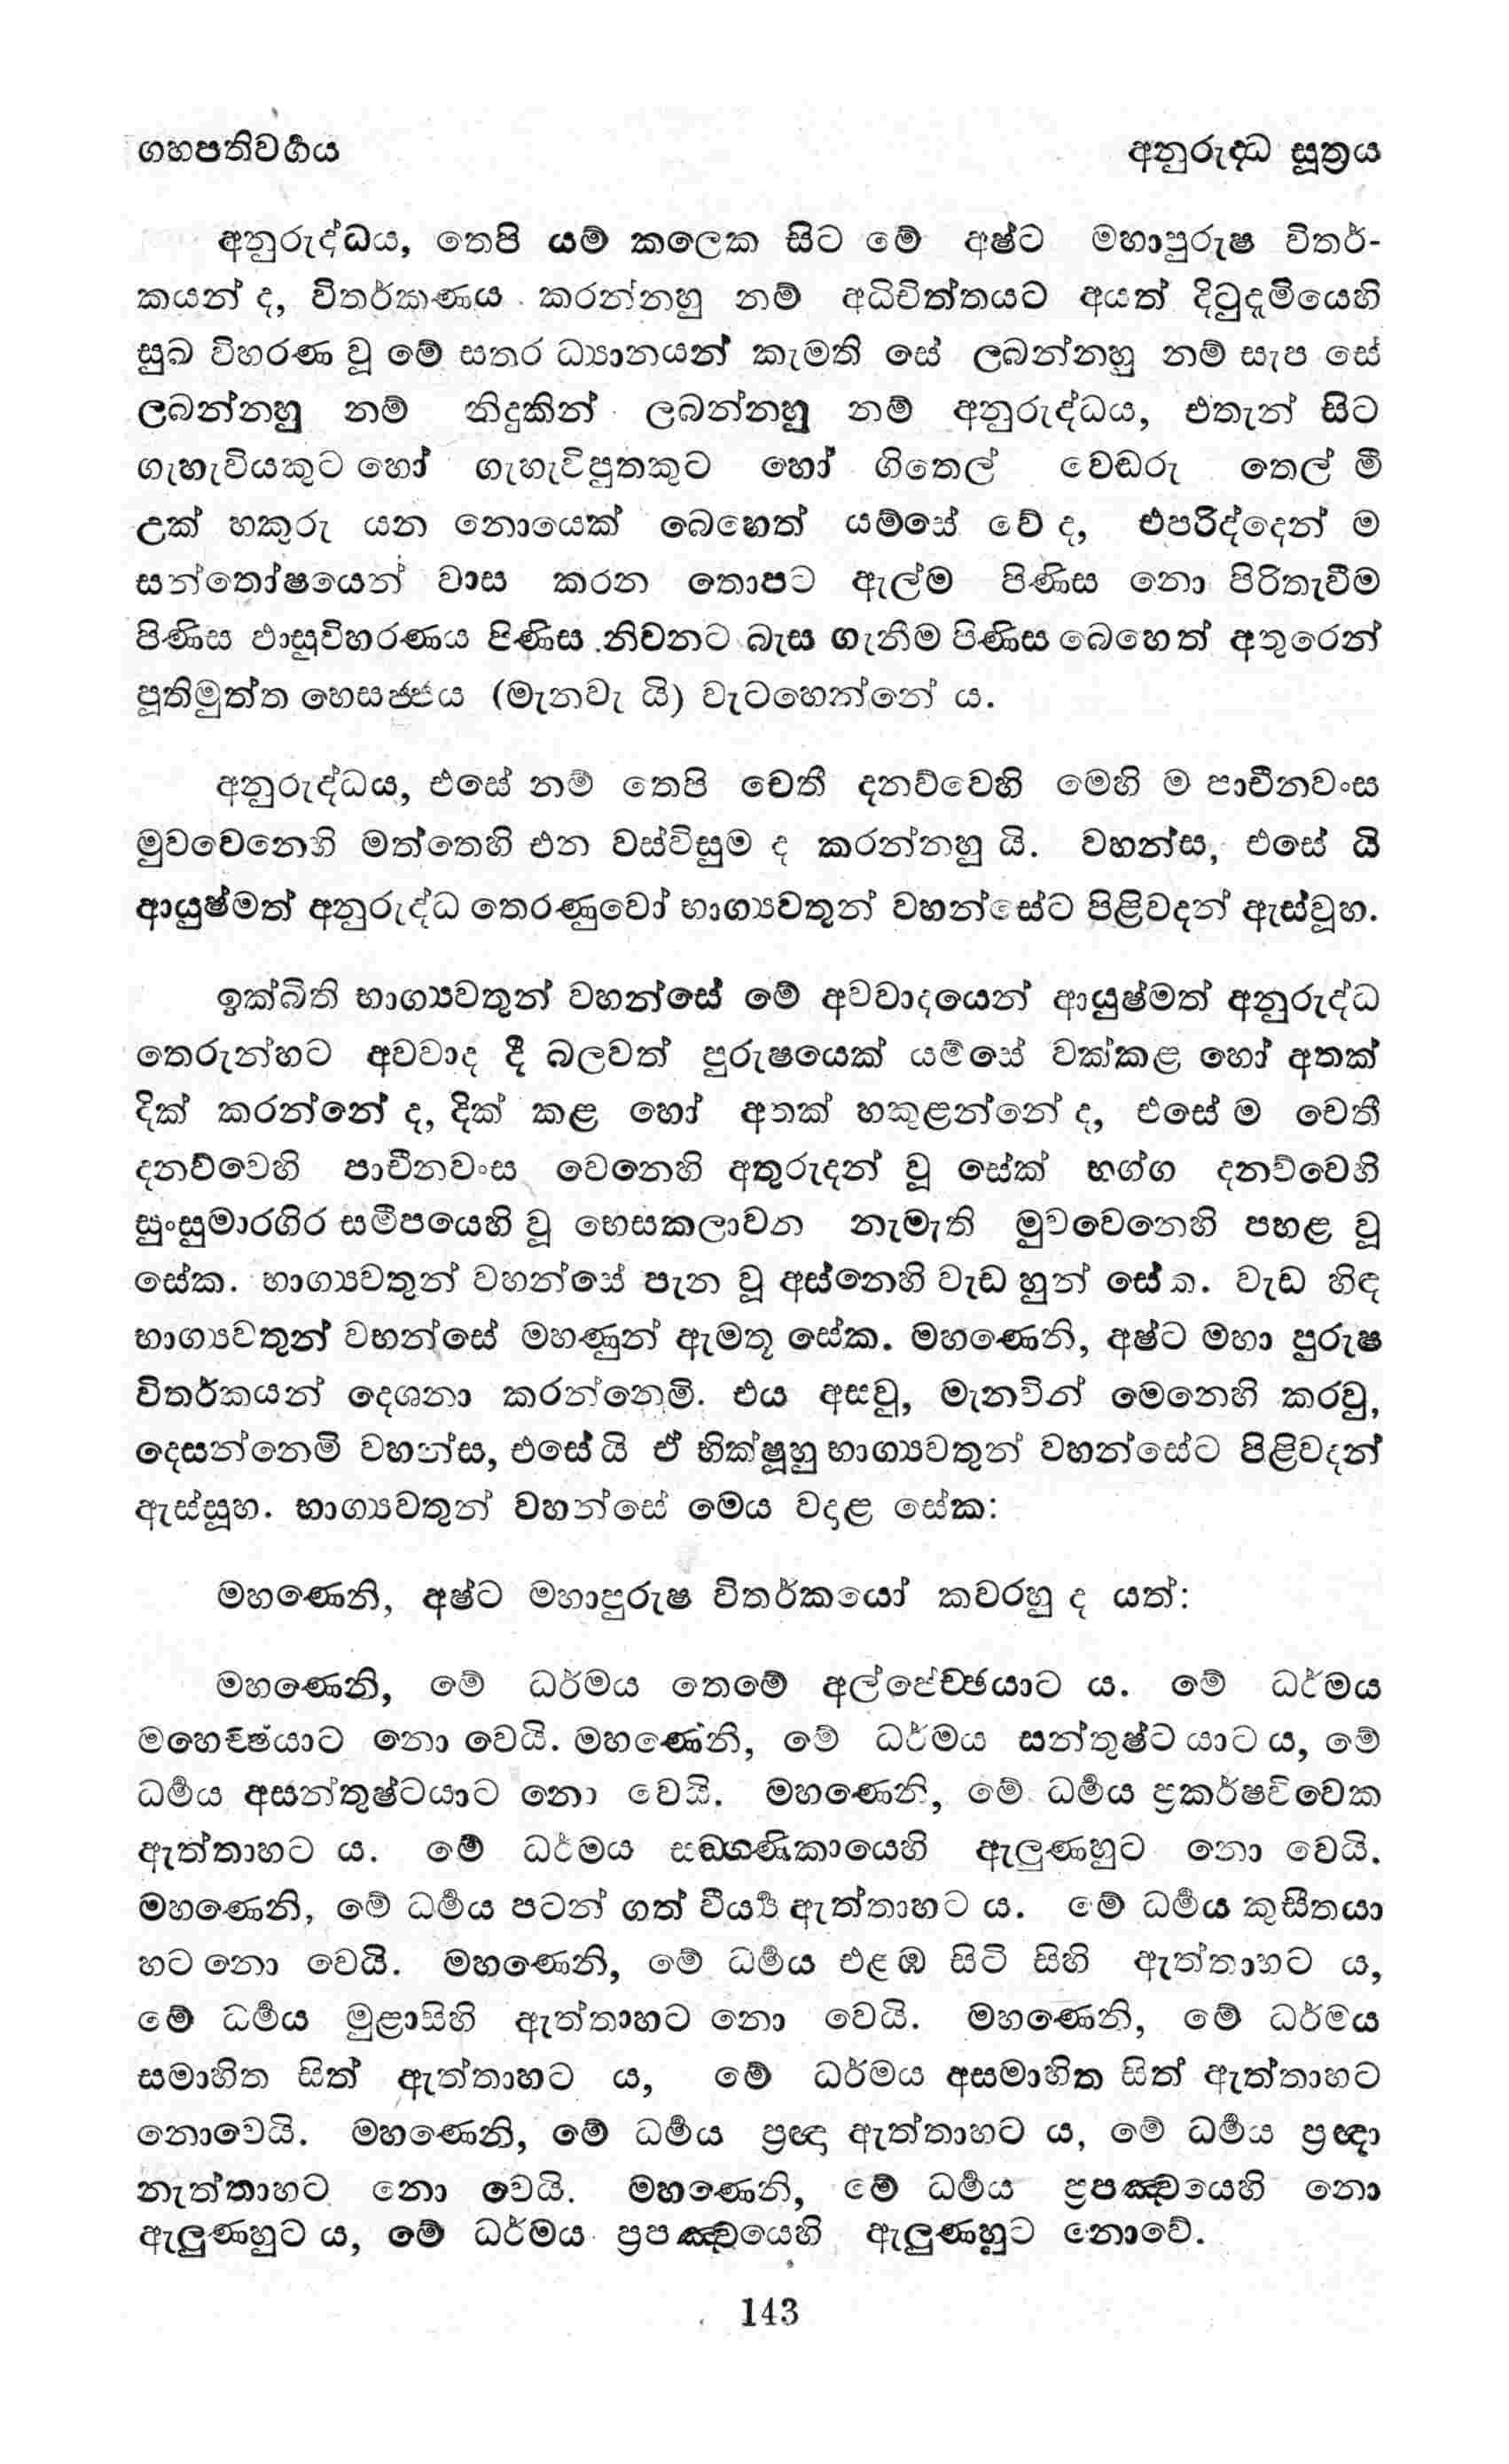 ගහපතිවර්‍ගය අනුරුද්‍ධ සූත්‍රය
අනුරුද්ධය, තෙපි යම් කලෙක සිට මේ අෂ්ට මහාපුරුෂ විතර්-
කයන් ද, විතර්කණය කරන්නහු නම් අධිචිත්තයට අයත් දිටුදැමියෙහි
සුඛ විහරණ වූ මේ සතර ධ්‍යානයන් කැමති සේ ලබන්නහු නම් සැප සේ
ලබන්නහු නම් නිදුකින් ලබන්නහු නම් අනුරුද්ධය, එතැන් සිට
ගැහැවියකුට හෝ ගැහැවිපුතකුට හෝ ගිතෙල් වෙඬරු තෙල් මී
උක් හකුරු යන නොයෙක් බෙහෙත් යම්සේ වේ ද, එපරිද්දෙන් ම
සන්තෝෂයෙන් වාස කරන තොපට ඇල්ම පිණිස නො පිරිතැවීම
පිණිස ඵාසුවිහරණය පිණිස නිවනට බැස ගැනීම පිණිස බෙහෙත් අතුරෙන්
පූතිමුත්ත භෙසජ්ජය (මැනවැ යි) වැටහෙන්නේ ය.
අනුරුද්ධය, එසේ නම් තෙපි චෙතී දනව්වෙහි මෙහි ම පාචීනවංස
මුවවෙනෙහි මත්තෙහි එන වස්විසුම ද කරන්නහු යි. වහන්ස, එසේ යි
ආයුෂ්මත් අනුරුද්ධ තෙරණුවෝ භාග්‍යවතුන් වහන්සේට පිළිවදන් ඇස්වූහ.
ඉක්බිති භාග්‍යවතුන් වහන්සේ මේ අවවාදයෙන් ආයුෂ්මත් අනුරුද්ධ
තෙරුන්හට අවවාද දී බලවත් පුරුෂයෙක් යම්සේ වක්කළ හෝ අතක්
දික් කරන්නේ ද, දික් කළ හෝ අතක් හකුළන්නේ ද, එසේ ම චෙතී
දනව්වෙහි පාචීනවංස වෙනෙහි අතුරුදන් වූ සේක් භග්ග දනව්වෙහි
සුංසුමාරගිර සමීපයෙහි වූ භෙසකලාවන නැමැති මුවවෙනෙහි පහළ වූ
සේක. භාග්‍යවතුන් වහන්සේ පැන වූ අස්නෙහි වැඩ හුන් සේක. වැඩ හිඳ
භාග්‍යවතුන් වහන්සේ මහණුන් ඇමතූ සේක. මහණෙනි, අෂ්ට මහා පුරුෂ
විතර්කයන් දෙශනා කරන්නෙමි. එය අසවු, මැනවින් මෙනෙහි කරවු,
දෙසන්නෙමි වහන්ස, එසේ යි ඒ භික්ෂූහු භාග්‍යවතුන් වහන්සේට පිළිවදන්
ඇස්සූහ. භාග්‍යවතුන් වහන්සේ මෙය වදාළ සේක:
මහණෙනි, අෂ්ට මහාපුරුෂ විතර්කයෝ කවරහු ද යත්:
මහණෙනි, මේ ධර්මය තෙමේ අල්පේච්ඡයාට ය. මේ ධර්මය
මහෙච්ඡයාට නො වෙයි. මහණෙනි, මේ ධර්මය සන්තුෂ්ට යාට ය, මේ
ධර්‍මය අසන්තුෂ්ටයාට නො වෙයි. මහණෙනි, මේ ධර්‍මය ප්‍රකර්ෂවිවෙක
ඇත්තාහට ය. මේ ධර්මය සඞ්ගණිකායෙහි ඇලුණහුට නො වෙයි.
මහණෙනි, මේ ධර්‍මය පටන් ගත් වීර්‍ය්‍ය ඇත්තාහට ය. මේ ධර්‍මය කුසීතයා
හට නො වෙයි. මහණෙනි, මේ ධර්‍මය එළඹ සිටි සිහි ඇත්තාහට ය,
මේ ධර්‍මය මුළාසිහි ඇත්තාහට නො වෙයි. මහණෙනි, මේ ධර්මය
සමාහිත සිත් ඇත්තාහට ය, මේ ධර්මය අසමාහිත සිත් ඇත්තාහට
නොවෙයි. මහණෙනි, මේ ධර්‍මය ප්‍රඥා ඇත්තාහට ය, මේ ධර්‍මය ප්‍රඥා
නැත්තාහට නො වෙයි. මහණෙනි, මේ ධර්‍මය ප්‍රපඤ්චයෙහි නො
ඇලුණහුට ය, මේ ධර්මය ප්‍රපඤ්චයෙහි ඇලුණහුට නොවේ.
143